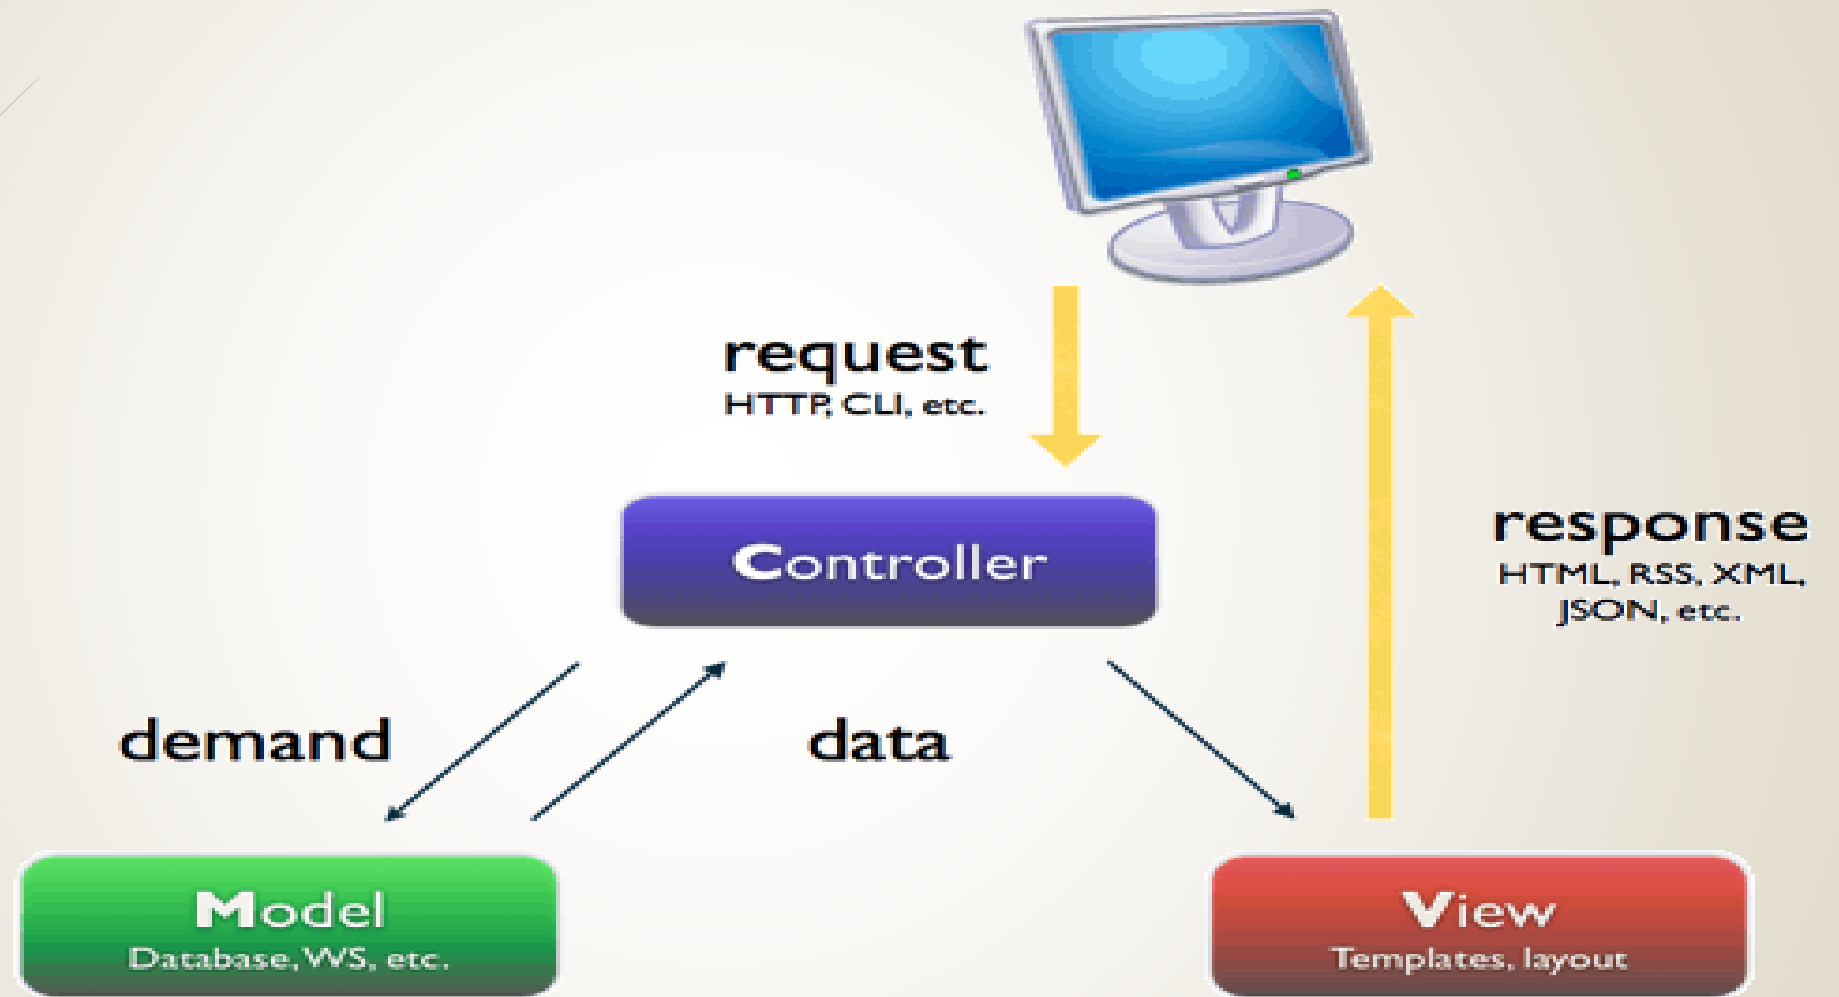 request
HTTP, CLI, etc.
Controller
response
HTML, RSS, XML,
JSON, etc.
demand
data
Model
Database, WS, etc.
View
Templates, layout